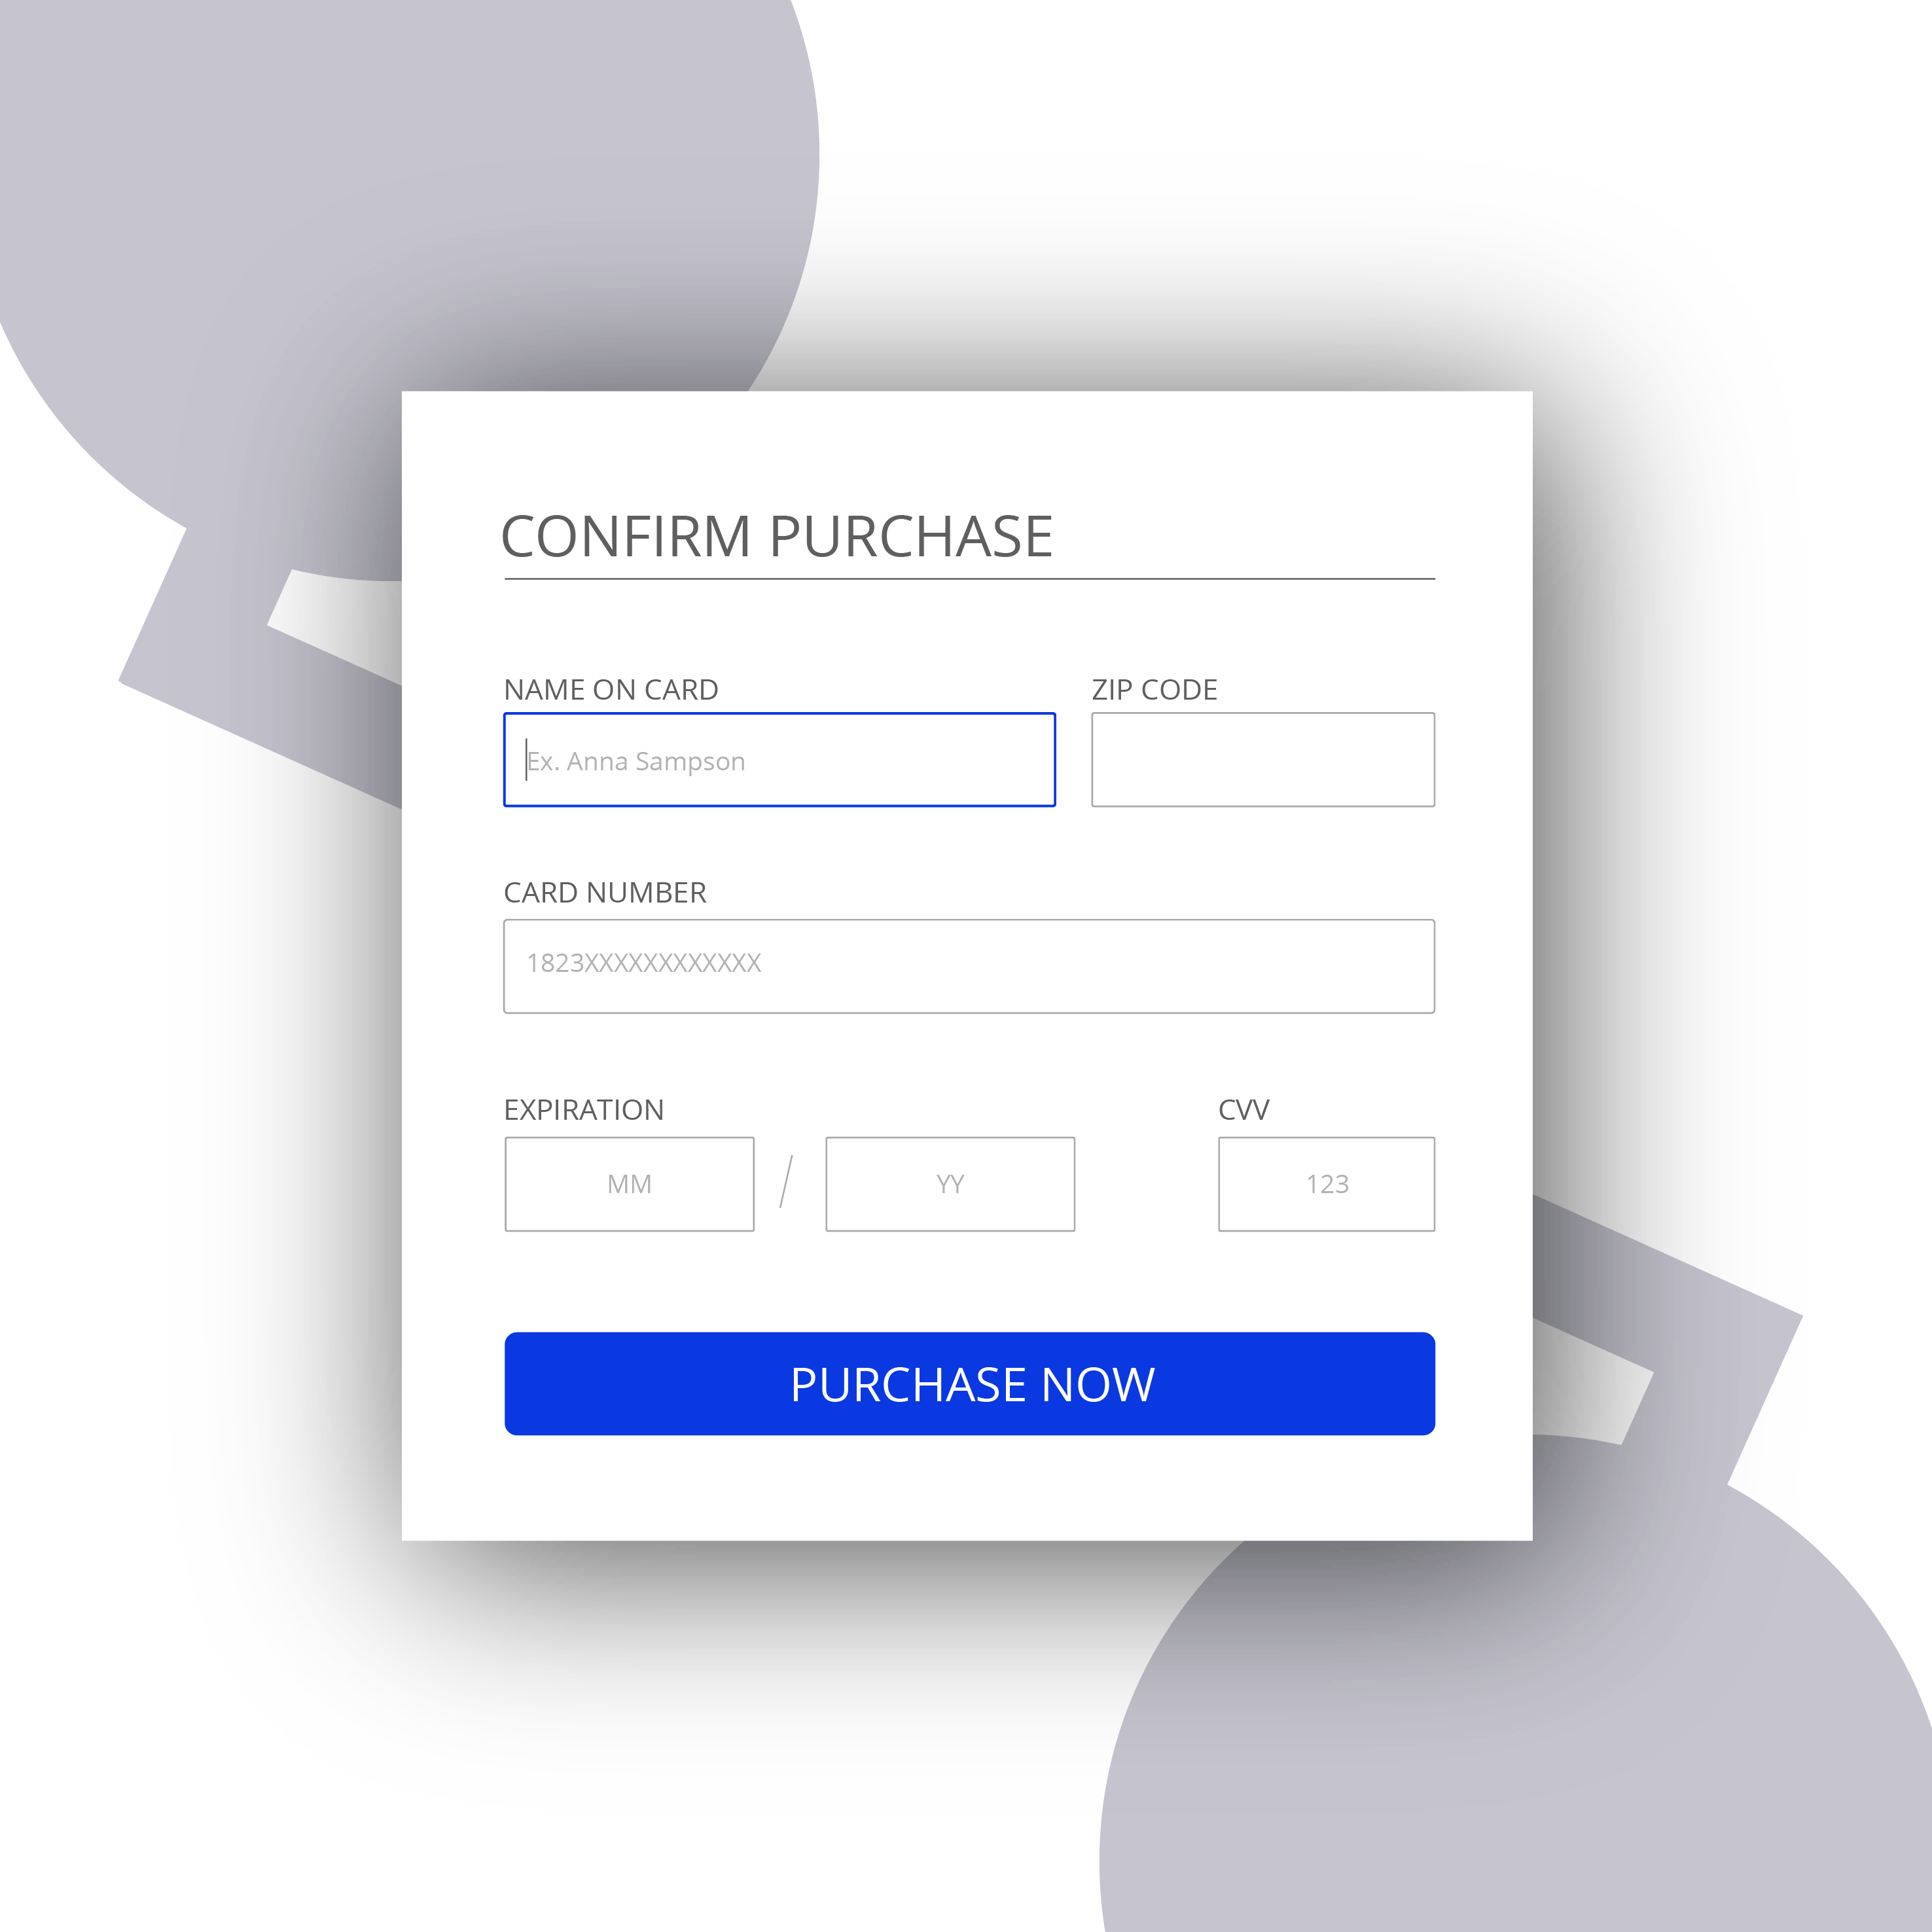 CONFIRM PURCHASE
NAME ON CARD ZIP CODE
Ex. Anna Sampson
CARD NUMBER
1823XXXXXXXXXXXX
EXPIRATION CVV
MM / YY 123
PURCHASE NOW